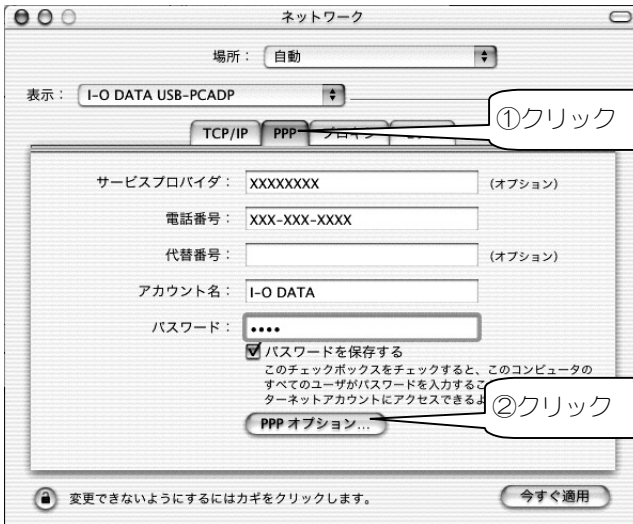 ネットワーク
場所： 自動
表示： I-O DATA USB-PCADP
①クリック
TCP/IP PPP
サービスプロバイダ： XXXXXXXX (オプション)
電話番号： XXX-XXX-XXXX
代替番号： (オプション)
アカウント名： I-O DATA
パスワード： ••••
パスワードを保存する
このチェックボックスをチェックすると、このコンピュータの
すべてのユーザがパスワードを入力するこ
ターネットアカウントにアクセスできるよ
②クリック
PPP オプション...
変更できないようにするにはカギをクリックします。 今すぐ適用